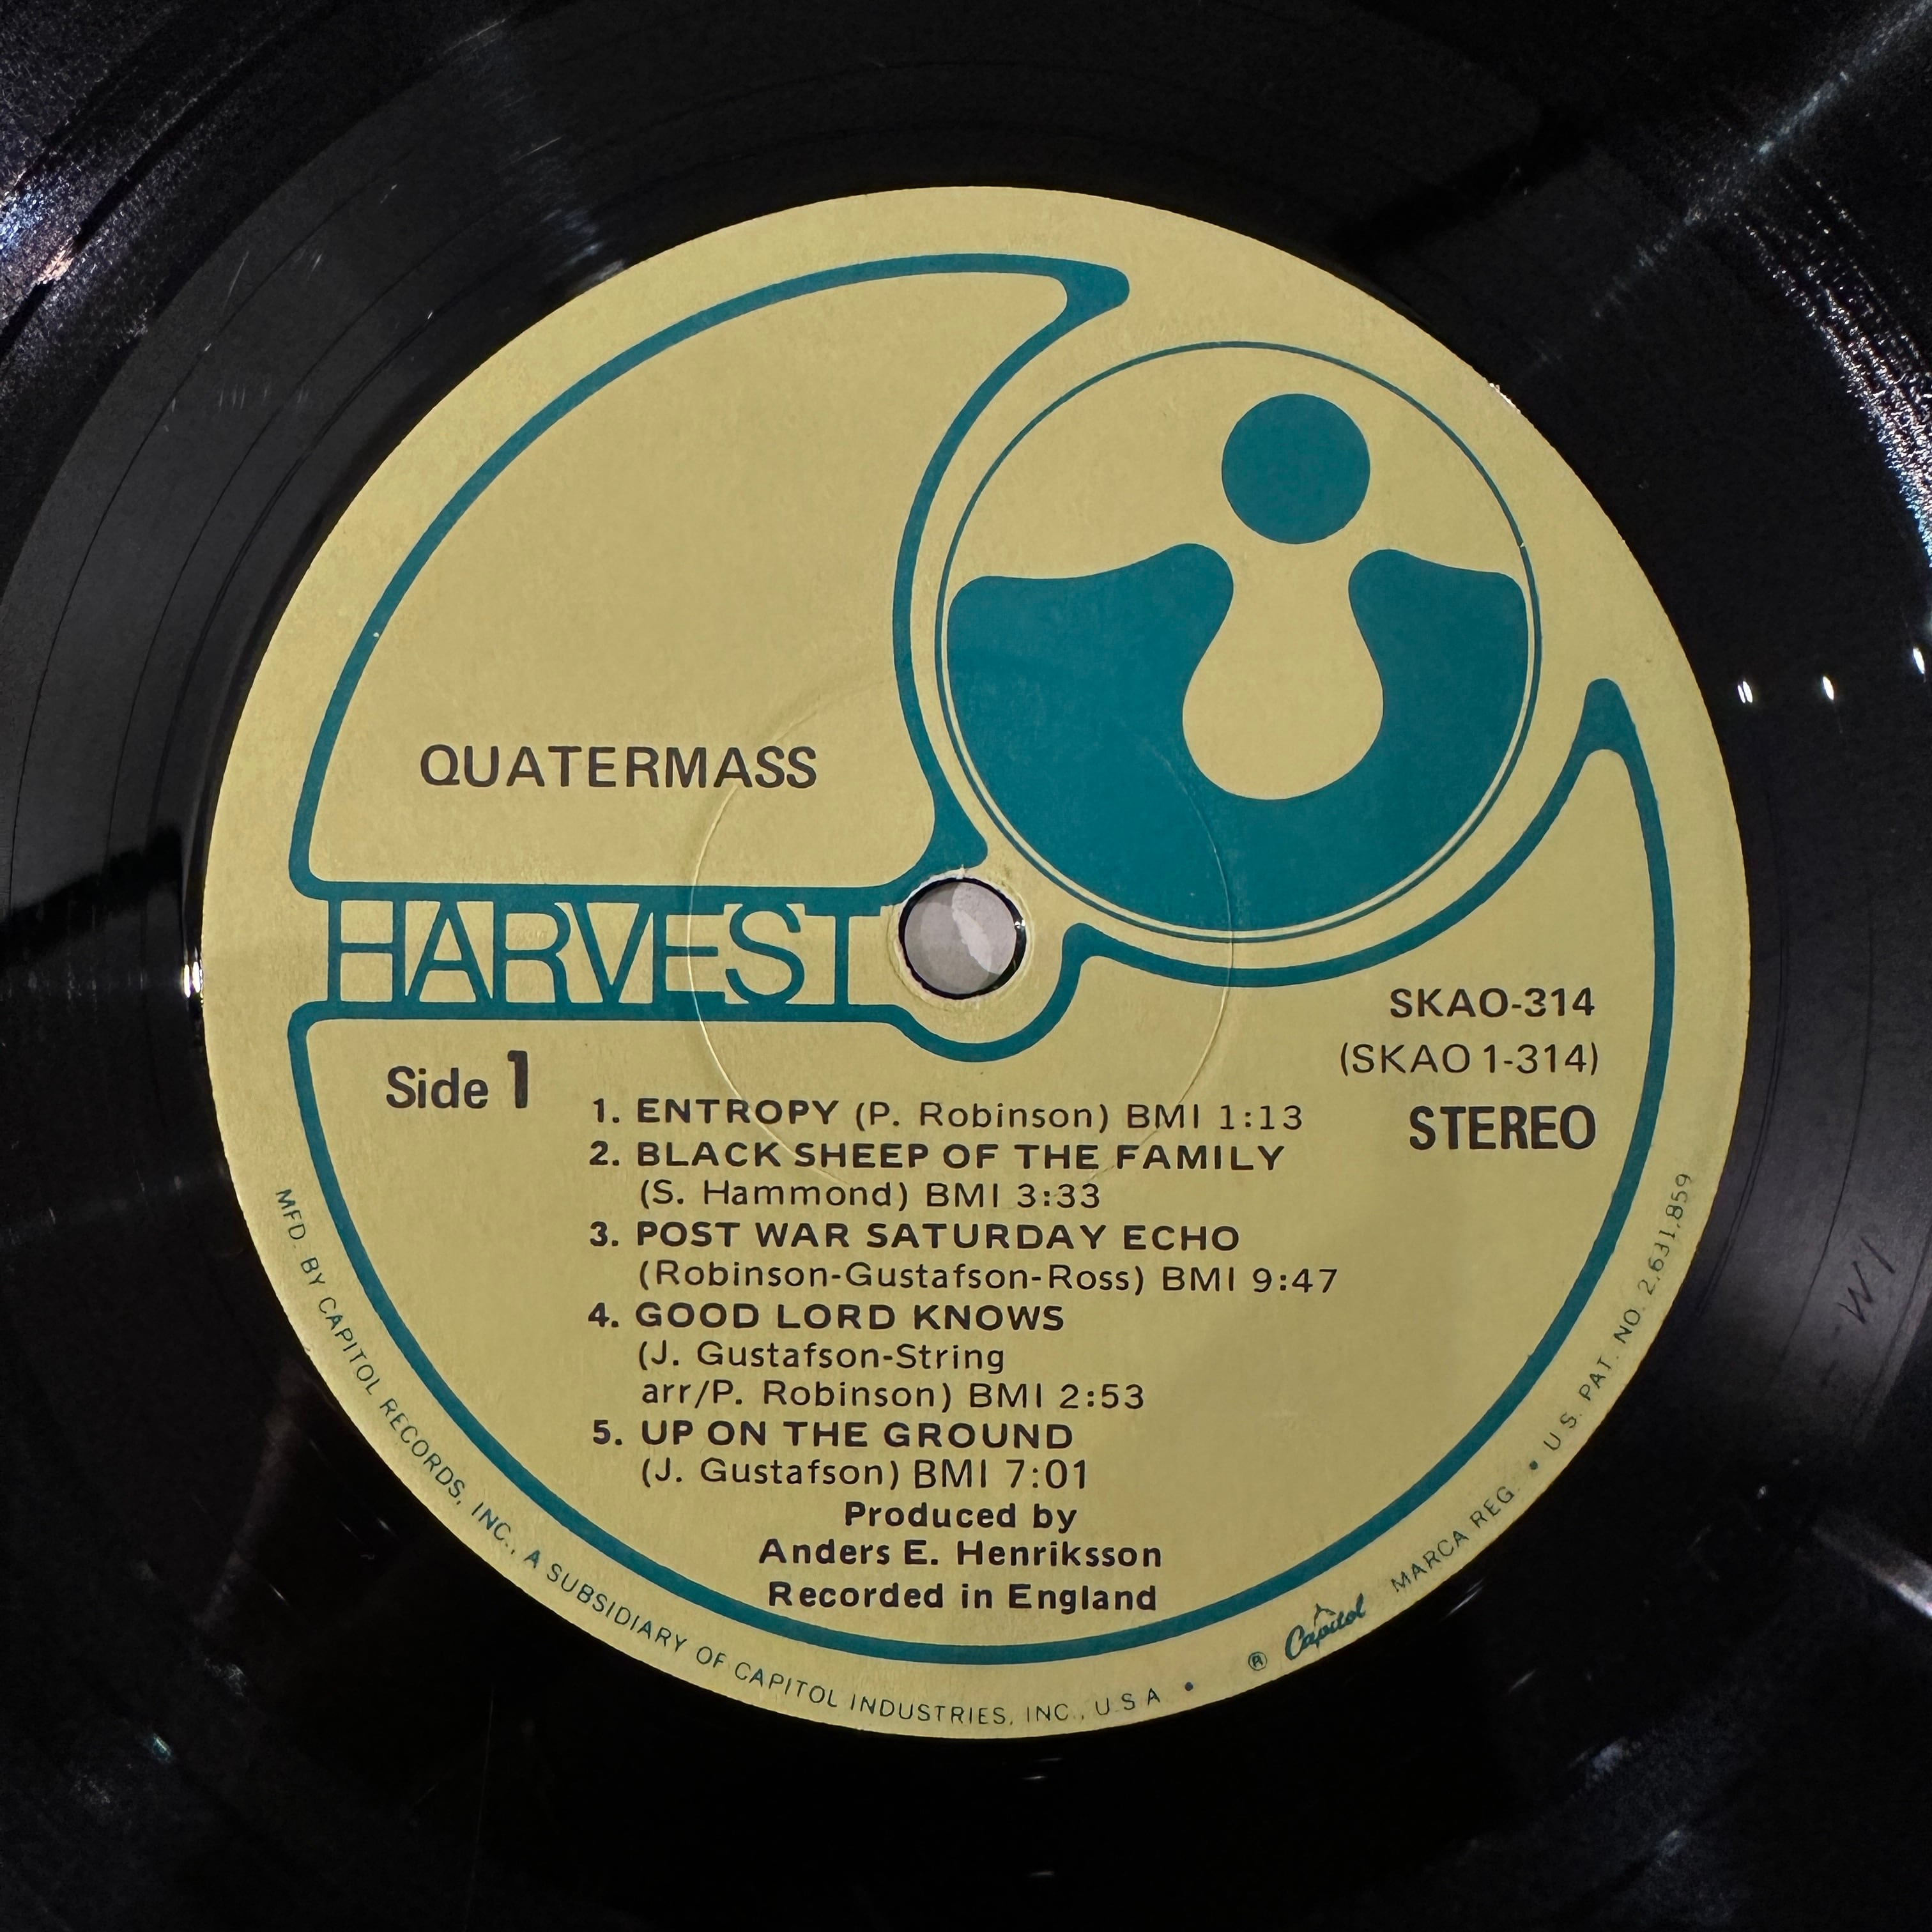 QUATERMASS
HARVEST
Side 1
SKAO-314
(SKAO 1-314)
STEREO
1. ENTROPY (P. Robinson) BMI 1:13
2. BLACK SHEEP OF THE FAMILY
(S. Hammond) BMI 3:33
3. POST WAR SATURDAY ECHO
(Robinson-Gustafson-Ross) BMI 9:47
4. GOOD LORD KNOWS
(J. Gustafson-String
arr/P. Robinson) BMI 2:53
5. UP ON THE GROUND
(J. Gustafson) BMI 7:01
Produced by
Anders E. Henriksson
Recorded in England
MFD. BY CAPITOL RECORDS, INC., A SUBSIDIARY OF CAPITOL INDUSTRIES, INC., U.S.A. • ® Capitol MARCA REG. • U.S. PAT. NO. 2,631,859